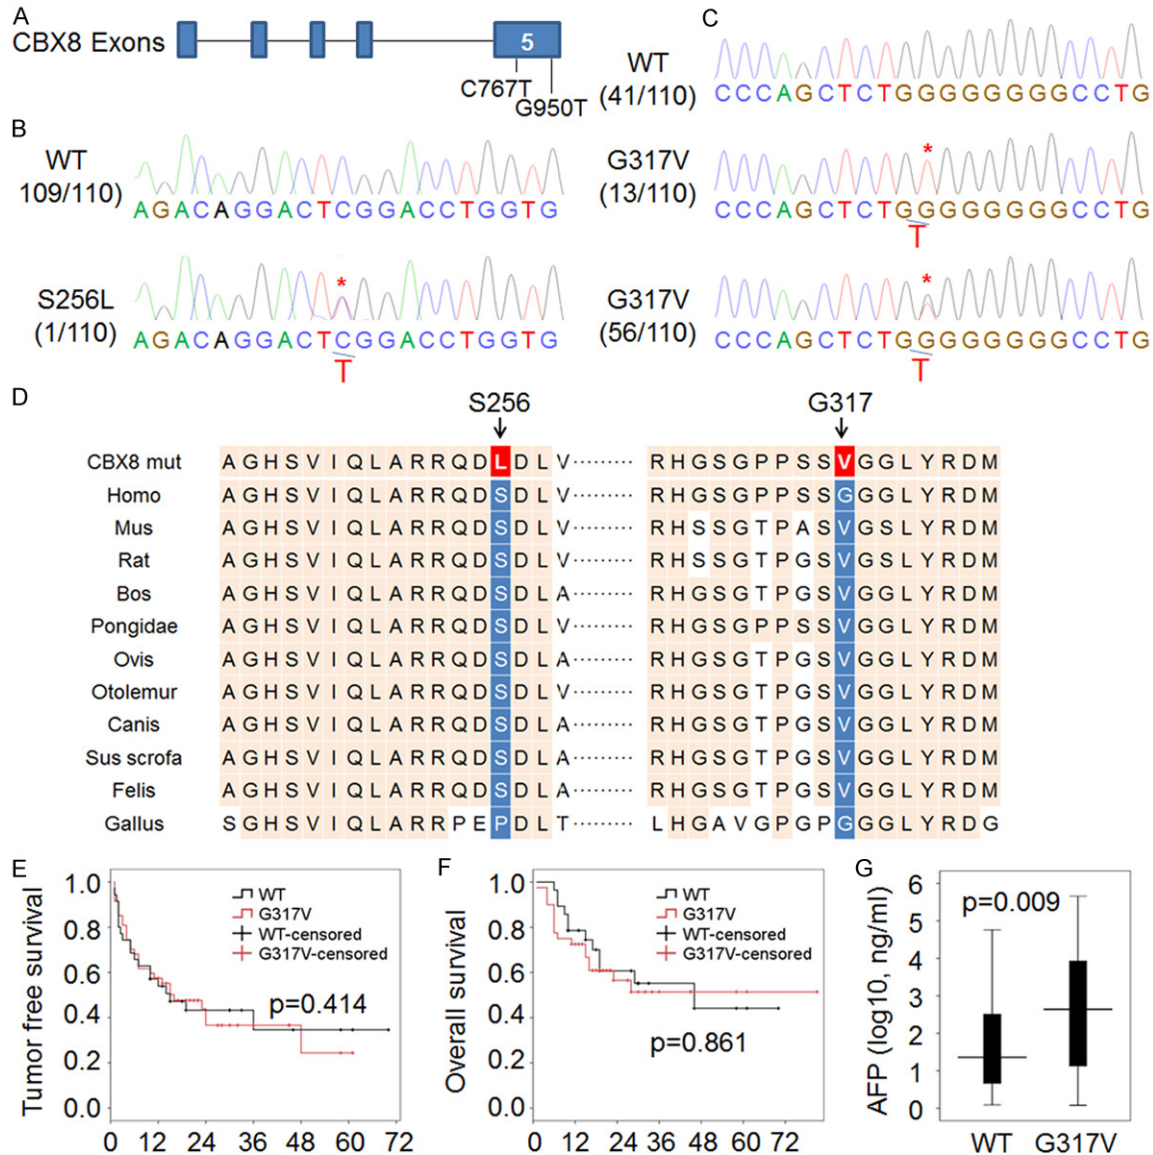 A
CBX8 Exons
5
C767T
G950T
B
WT
109/110)
AGACAGGACTCGGACCTGGTG
S256L
(1/110)
*
AGACAGGACTCGGACCTGGTG
T
C
WT
(41/110)
CCCAGCTCTGGGGGGGGCCTG
G317V
(13/110)
*
CCCAGCTCTGGGGGGGGCCTG
T
G317V
(56/110)
*
CCCAGCTCTGGGGGGGGCCTG
T
D
S256 G317
CBX8 mut AGHSVIQLARRQDLDLV········· RHGSGPPSSVGGLYRDM
Homo AGHSVIQLARRQDSDLV········· RHGSGPPSSGGGLYRDM
Mus AGHSVIQLARRQDSDLV········· RHSSGTPASVGSLYRDM
Rat AGHSVIQLARRQDSDLV········· RHSSGTPGSVGSLYRDM
Bos AGHSVIQLARRQDSDLA········· RHGSGTPGSVGGLYRDM
Pongidae AGHSVIQLARRQDSDLV········· RHGSGPPSSVGGLYRDM
Ovis AGHSVIQLARRQDSDLA········· RHGSGTPGSVGGLYRDM
Otolemur AGHSVIQLARRQDSDLV········· RHGSGTPGSVGGLYRDM
Canis AGHSVIQLARRQDSDLA········· RHGSGTPGSVGGLYRDM
Sus scrofa AGHSVIQLARRQDSDLA········· RHGSGTPGSVGGLYRDM
Felis AGHSVIQLARRQDSDLA········· RHGSGTPGSVGGLYRDM
Gallus SGHSVIQLARRPEPDLT········· LHGAVGPGPGGGLYRDG
E
Tumor free survival
1.0
0.8
0.6
0.4
0.2
0.0
WT
G317V
WT-censored
G317V-censored
p=0.414
0 12 24 36 48 60 72
F
Overall survival
1.0
0.8
0.6
0.4
0.2
0.0
WT
G317V
WT-censored
G317V-censored
p=0.861
0 12 24 36 48 60 72
G
AFP (log10, ng/ml)
6
5
4
3
2
1
0
p=0.009
WT G317V